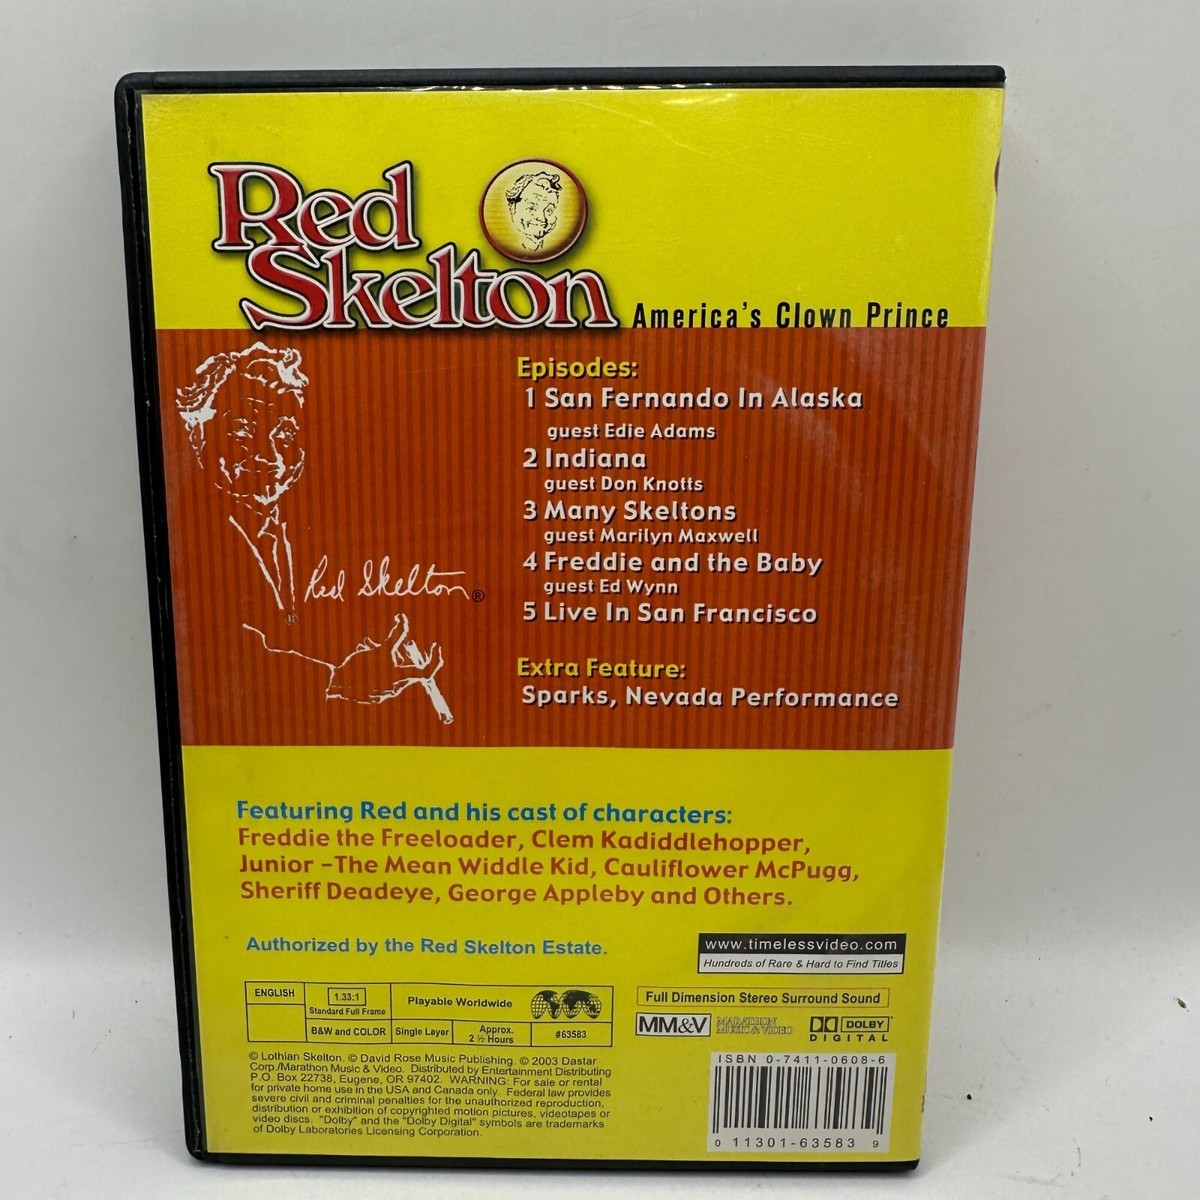 Red
Skelton
America's Clown Prince
Episodes:
1 San Fernando In Alaska
guest Edie Adams
2 Indiana
guest Don Knotts
3 Many Skeltons
guest Marilyn Maxwell
4 Freddie and the Baby
guest Ed Wynn
5 Live In San Francisco
Red Skelton®
Extra Feature:
Sparks, Nevada Performance
Featuring Red and his cast of characters:
Freddie the Freeloader, Clem Kadiddlehopper,
Junior –The Mean Widdle Kid, Cauliflower McPugg,
Sheriff Deadeye, George Appleby and Others.
Authorized by the Red Skelton Estate.
www.timelessvideo.com
Hundreds of Rare & Hard to Find Titles
ENGLISH
1.33:1
Standard Full Frame
Playable Worldwide
B&W and COLOR
Single Layer
Approx.
2 ½ Hours
#63583
Full Dimension Stereo Surround Sound
MM&V
MARATHON
MUSIC & VIDEO
DOLBY
DIGITAL
© Lothian Skelton. © David Rose Music Publishing. © 2003 Dastar
Corp./Marathon Music & Video. Distributed by Entertainment Distributing
P.O. Box 22738, Eugene, OR 97402. WARNING: For sale or rental
for private home use in the USA and Canada only. Federal law provides
severe civil and criminal penalties for the unauthorized reproduction,
distribution or exhibition of copyrighted motion pictures, videotapes or
video discs. "Dolby" and the "Dolby Digital" symbols are trademarks
of Dolby Laboratories Licensing Corporation.
ISBN 0-7411-0608-6
0 11301-63583 9